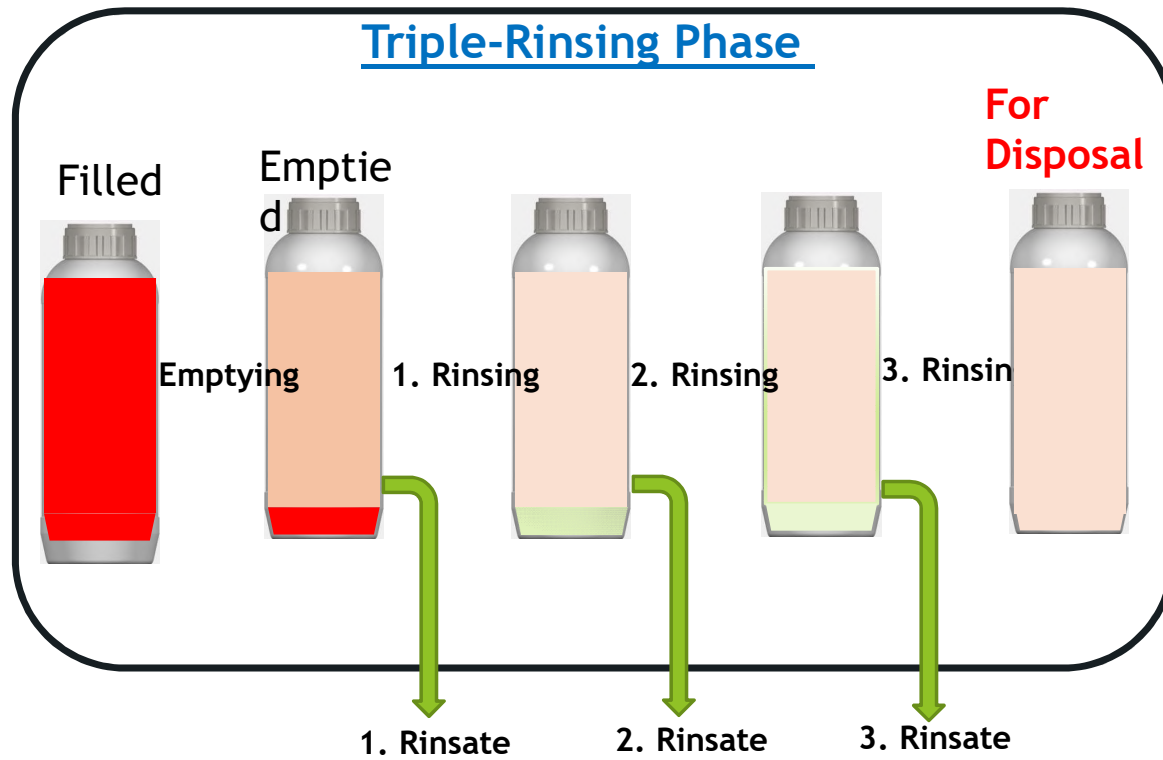 Triple-Rinsing Phase
For
Disposal
Filled
Emptie
d
Emptying
1. Rinsing
2. Rinsing
3. Rinsin
1. Rinsate
2. Rinsate
3. Rinsate